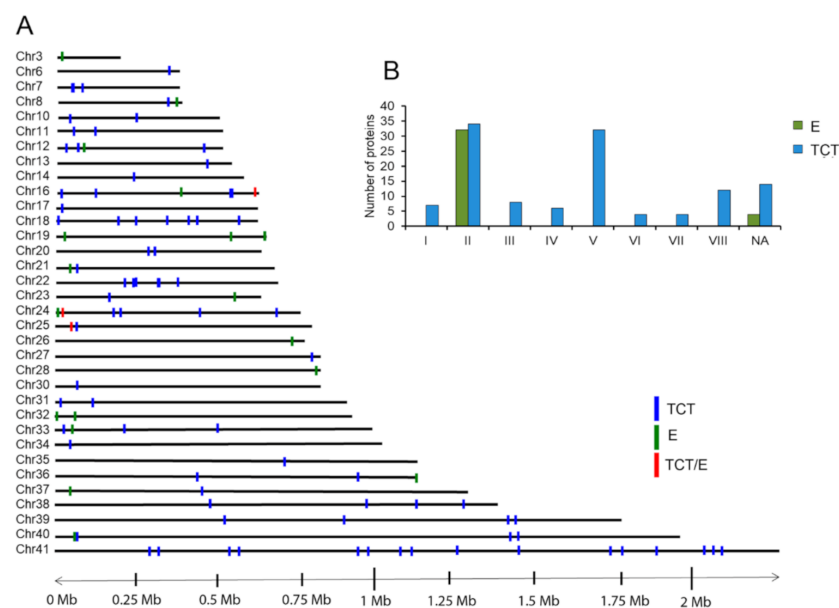 A
Chr3
Chr6
Chr7
Chr8
Chr10
Chr11
Chr12
Chr13
Chr14
Chr16
Chr17
Chr18
Chr19
Chr20
Chr21
Chr22
Chr23
Chr24
Chr25
Chr26
Chr27
Chr28
Chr30
Chr31
Chr32
Chr33
Chr34
Chr35
Chr36
Chr37
Chr38
Chr39
Chr40
Chr41
0 Mb 0.25 Mb 0.5 Mb 0.75 Mb 1 Mb 1.25 Mb 1.5 Mb 1.75 Mb 2 Mb
B
Number of proteins
40
35
30
25
20
15
10
5
0
I II III IV V VI VII VIII NA
E
TCT
TCT
E
TCT/E